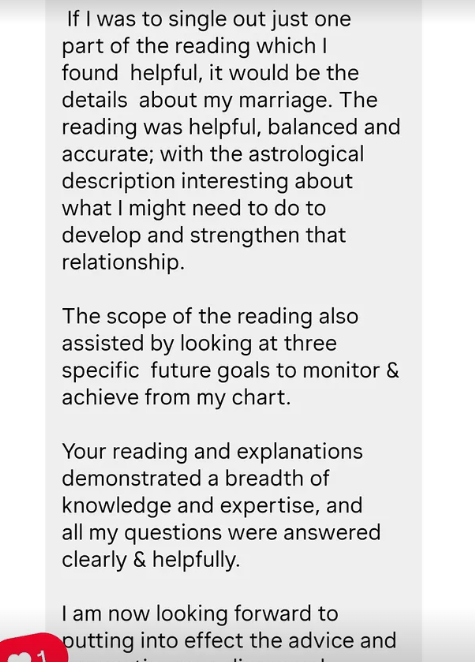 If I was to single out just one
part of the reading which I
found helpful, it would be the
details about my marriage. The
reading was helpful, balanced and
accurate; with the astrological
description interesting about
what I might need to do to
develop and strengthen that
relationship.
The scope of the reading also
assisted by looking at three
specific future goals to monitor &
achieve from my chart.
Your reading and explanations
demonstrated a breadth of
knowledge and expertise, and
all my questions were answered
clearly & helpfully.
I am now looking forward to
putting into effect the advice and
1